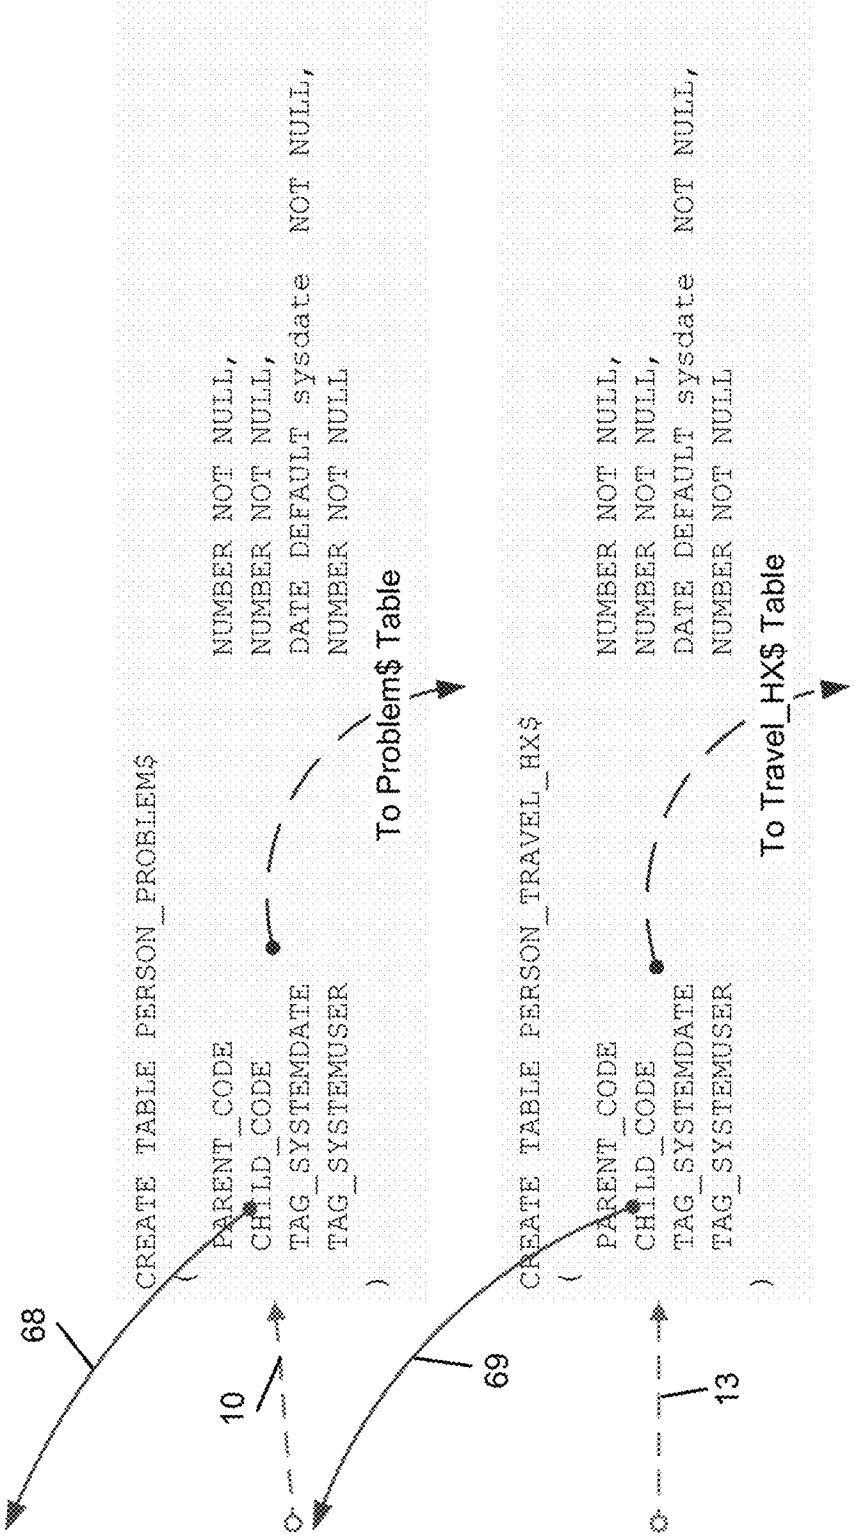 68
CREATE TABLE PERSON_PROBLEM$
(
PARENT_CODE NUMBER NOT NULL,
CHILD_CODE NUMBER NOT NULL,
TAG_SYSTEMDATE DATE DEFAULT sysdate NOT NULL,
TAG_SYSTEMUSER NUMBER NOT NULL
)
10
To Problem$ Table
69
CREATE TABLE PERSON_TRAVEL_HX$
(
PARENT_CODE NUMBER NOT NULL,
CHILD_CODE NUMBER NOT NULL,
TAG_SYSTEMDATE DATE DEFAULT sysdate NOT NULL,
TAG_SYSTEMUSER NUMBER NOT NULL
)
13
To Travel_HX$ Table